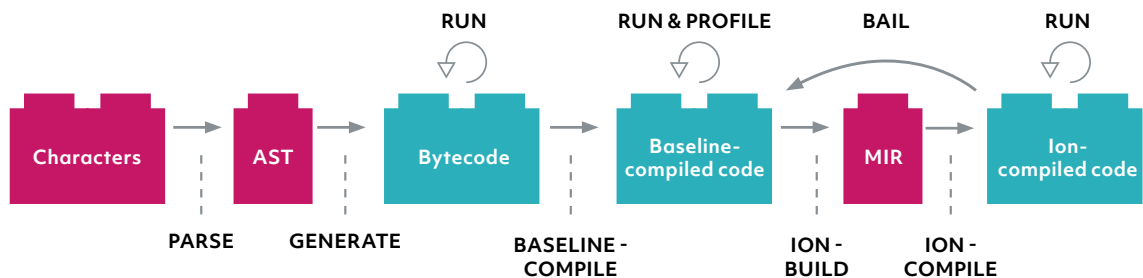 RUN
RUN & PROFILE
BAIL
RUN
Characters
AST
Bytecode
Baseline-
compiled code
MIR
Ion-
compiled code
PARSE
GENERATE
BASELINE -
COMPILE
ION -
BUILD
ION -
COMPILE